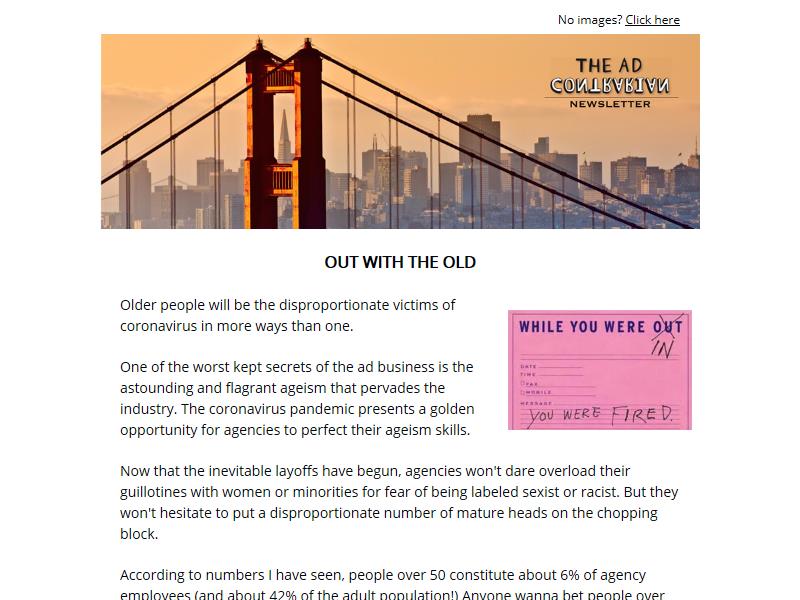 No images? Click here
THE AD
CONTRARIAN
NEWSLETTER
OUT WITH THE OLD
Older people will be the disproportionate victims of
coronavirus in more ways than one.
WHILE YOU WERE OUT
IN
DATE
TIME
FAX
MOBILE
MESSAGE
YOU WERE FIRED.
One of the worst kept secrets of the ad business is the
astounding and flagrant ageism that pervades the
industry. The coronavirus pandemic presents a golden
opportunity for agencies to perfect their ageism skills.
Now that the inevitable layoffs have begun, agencies won't dare overload their
guillotines with women or minorities for fear of being labeled sexist or racist. But they
won't hesitate to put a disproportionate number of mature heads on the chopping
block.
According to numbers I have seen, people over 50 constitute about 6% of agency
employees (and about 42% of the adult population!) Anyone wanna bet people over